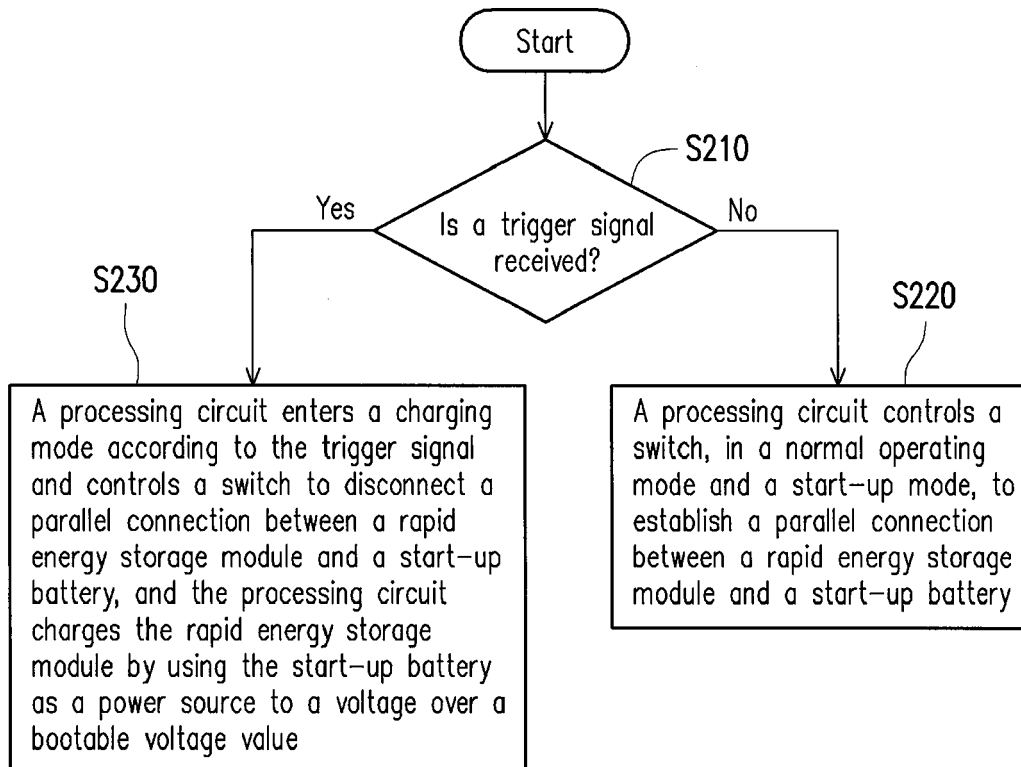 Start
S210
Is a trigger signal
received?
Yes
No
S230
S220
A processing circuit enters a charging
mode according to the trigger signal
and controls a switch to disconnect a
parallel connection between a rapid
energy storage module and a start-up
battery, and the processing circuit
charges the rapid energy storage
module by using the start-up battery
as a power source to a voltage over a
bootable voltage value
A processing circuit controls a
switch, in a normal operating
mode and a start-up mode, to
establish a parallel connection
between a rapid energy storage
module and a start-up battery